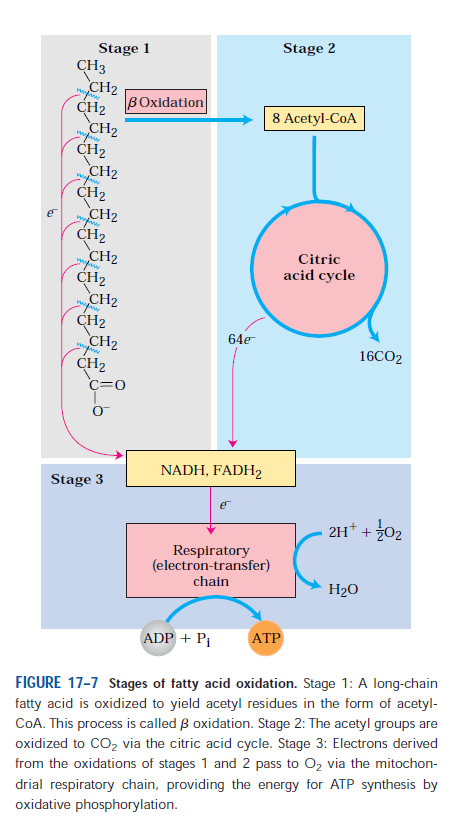 Stage 1
Stage 2
CH3
CH2
CH2
β Oxidation
CH2
8 Acetyl-CoA
CH2
CH2
CH2
e−
CH2
CH2
CH2
Citric
acid cycle
CH2
CH2
CH2
64e−
CH2
16CO2
CH2
C=O
O−
NADH, FADH2
Stage 3
e−
2H+ + 1/2O2
Respiratory
(electron-transfer)
chain
H2O
ADP + Pi
ATP
FIGURE 17–7 Stages of fatty acid oxidation. Stage 1: A long-chain
fatty acid is oxidized to yield acetyl residues in the form of acetyl-
CoA. This process is called β oxidation. Stage 2: The acetyl groups are
oxidized to CO2 via the citric acid cycle. Stage 3: Electrons derived
from the oxidations of stages 1 and 2 pass to O2 via the mitochon-
drial respiratory chain, providing the energy for ATP synthesis by
oxidative phosphorylation.